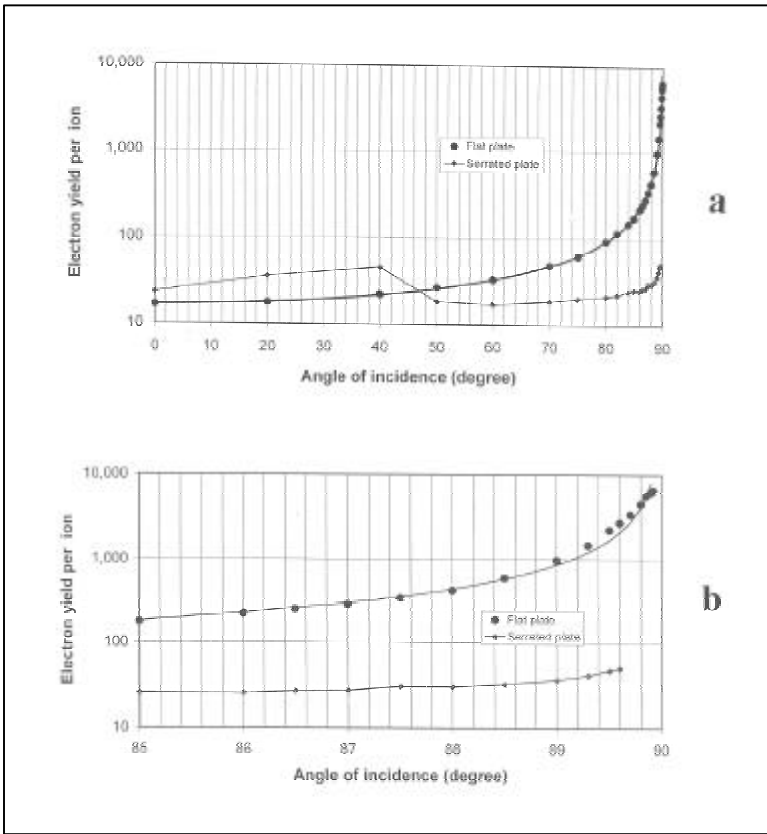 10,000
1,000
100
10
Electron yield per ion
Flat plate
Serrated plate
0 10 20 30 40 50 60 70 80 90
Angle of incidence (degree)
a
10,000
1,000
100
10
Electron yield per ion
Flat plate
Serrated plate
85 86 87 88 89 90
Angle of incidence (degree)
b